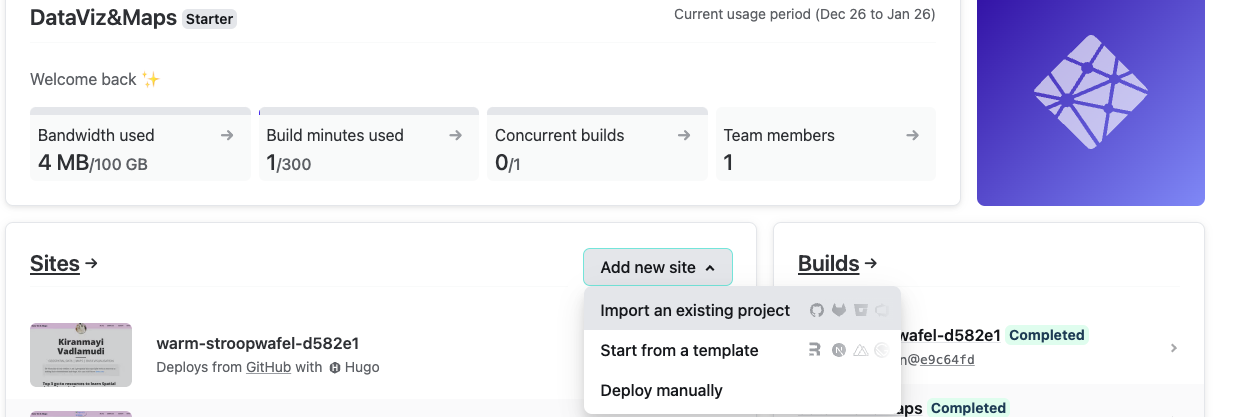 DataViz&Maps Starter
Current usage period (Dec 26 to Jan 26)
Welcome back ✨
Bandwidth used
4 MB/100 GB
Build minutes used
1/300
Concurrent builds
0/1
Team members
1
Sites
Add new site
Import an existing project
Start from a template
Deploy manually
Kiranmayi
Vadlamudi
warm-stroopwafel-d582e1
Deploys from GitHub with Hugo
Builds
wafel-d582e1 Completed
n@e9c64fd
aps Completed